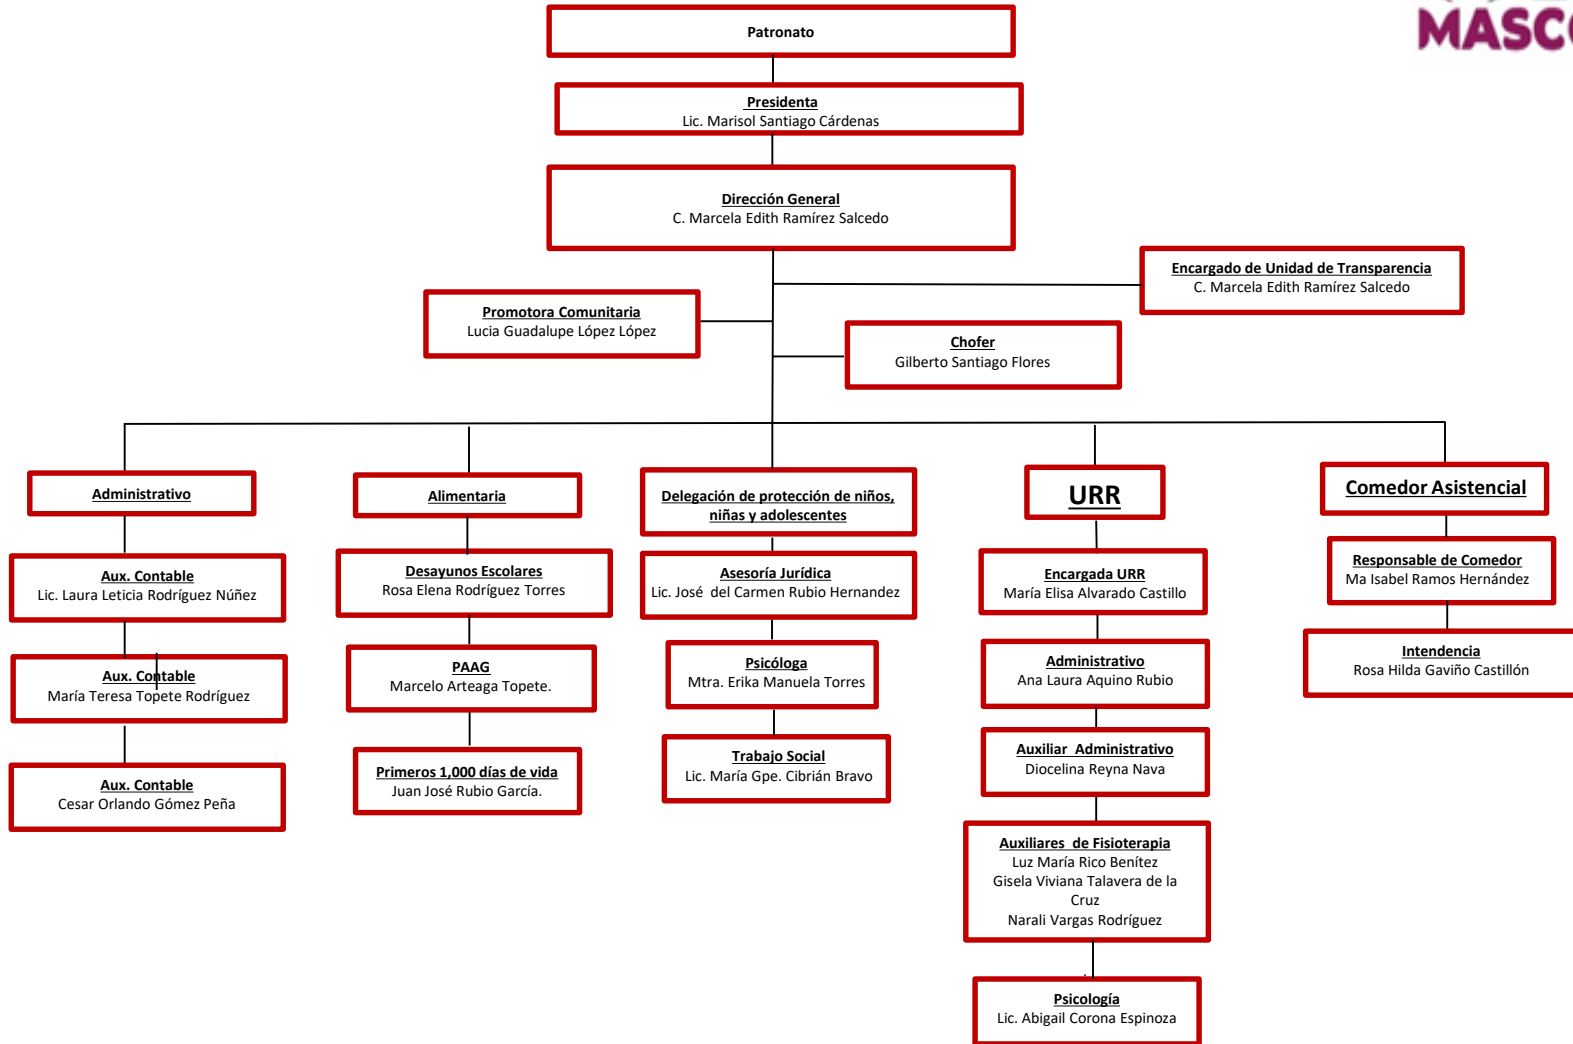 MASCO
Patronato
Presidenta
Lic. Marisol Santiago Cárdenas
Dirección General
C. Marcela Edith Ramírez Salcedo
Encargado de Unidad de Transparencia
C. Marcela Edith Ramírez Salcedo
Promotora Comunitaria
Lucia Guadalupe López López
Chofer
Gilberto Santiago Flores
Administrativo
Aux. Contable
Lic. Laura Leticia Rodríguez Núñez
Aux. Contable
María Teresa Topete Rodríguez
Aux. Contable
Cesar Orlando Gómez Peña
Alimentaria
Desayunos Escolares
Rosa Elena Rodríguez Torres
PAAG
Marcelo Arteaga Topete.
Primeros 1,000 días de vida
Juan José Rubio García.
Delegación de protección de niños,
niñas y adolescentes
Asesoría Jurídica
Lic. José del Carmen Rubio Hernandez
Psicóloga
Mtra. Erika Manuela Torres
Trabajo Social
Lic. María Gpe. Cibrián Bravo
URR
Encargada URR
María Elisa Alvarado Castillo
Administrativo
Ana Laura Aquino Rubio
Auxiliar Administrativo
Diocelina Reyna Nava
Auxiliares de Fisioterapia
Luz María Rico Benítez
Gisela Viviana Talavera de la
Cruz
Narali Vargas Rodríguez
Psicología
Lic. Abigail Corona Espinoza
Comedor Asistencial
Responsable de Comedor
Ma Isabel Ramos Hernández
Intendencia
Rosa Hilda Gaviño Castillón